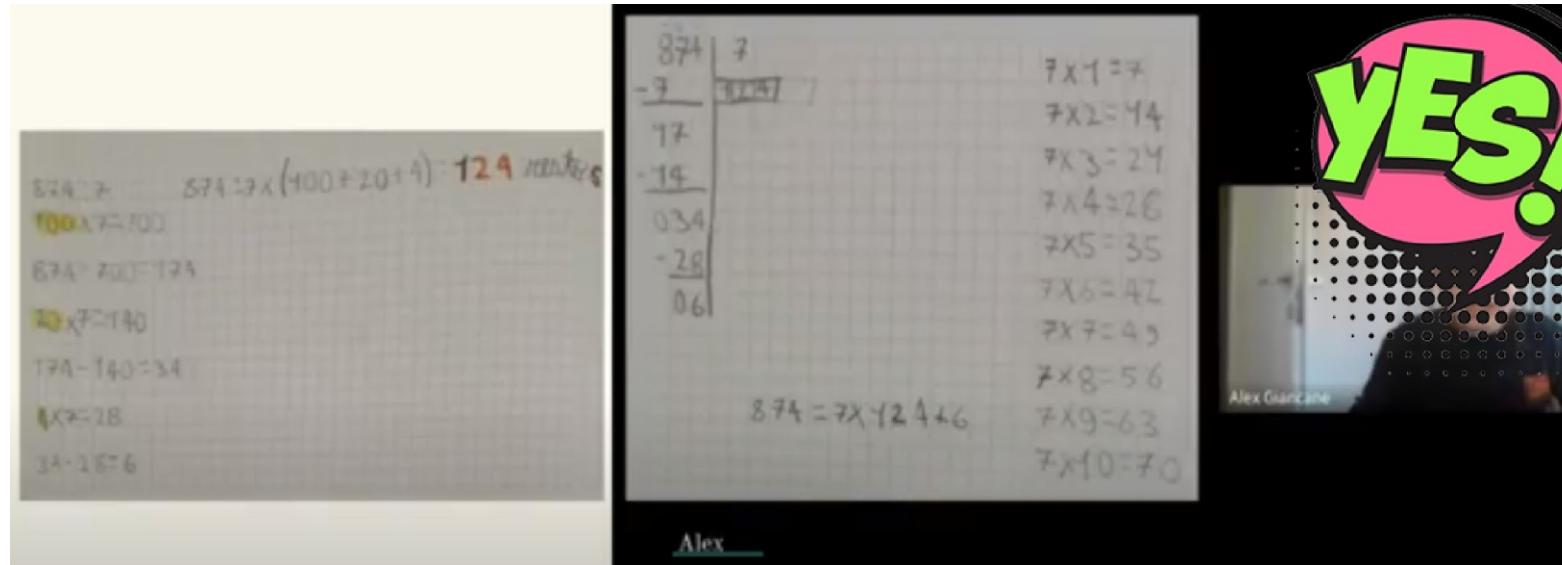 874 : 7
874 = 7 x (100 + 20 + 4) = 124
100 x 7 = 700
874 - 700 = 174
20 x 7 = 140
174 - 140 = 34
4 x 7 = 28
34 - 28 = 6
874 7
- 7
17
- 14
034
- 28
06
874 = 7 x 124 + 6
7 x 1 = 7
7 x 2 = 14
7 x 3 = 21
7 x 4 = 28
7 x 5 = 35
7 x 6 = 42
7 x 7 = 49
7 x 8 = 56
7 x 9 = 63
7 x 10 = 70
YES!
Alex Giancane
Alex